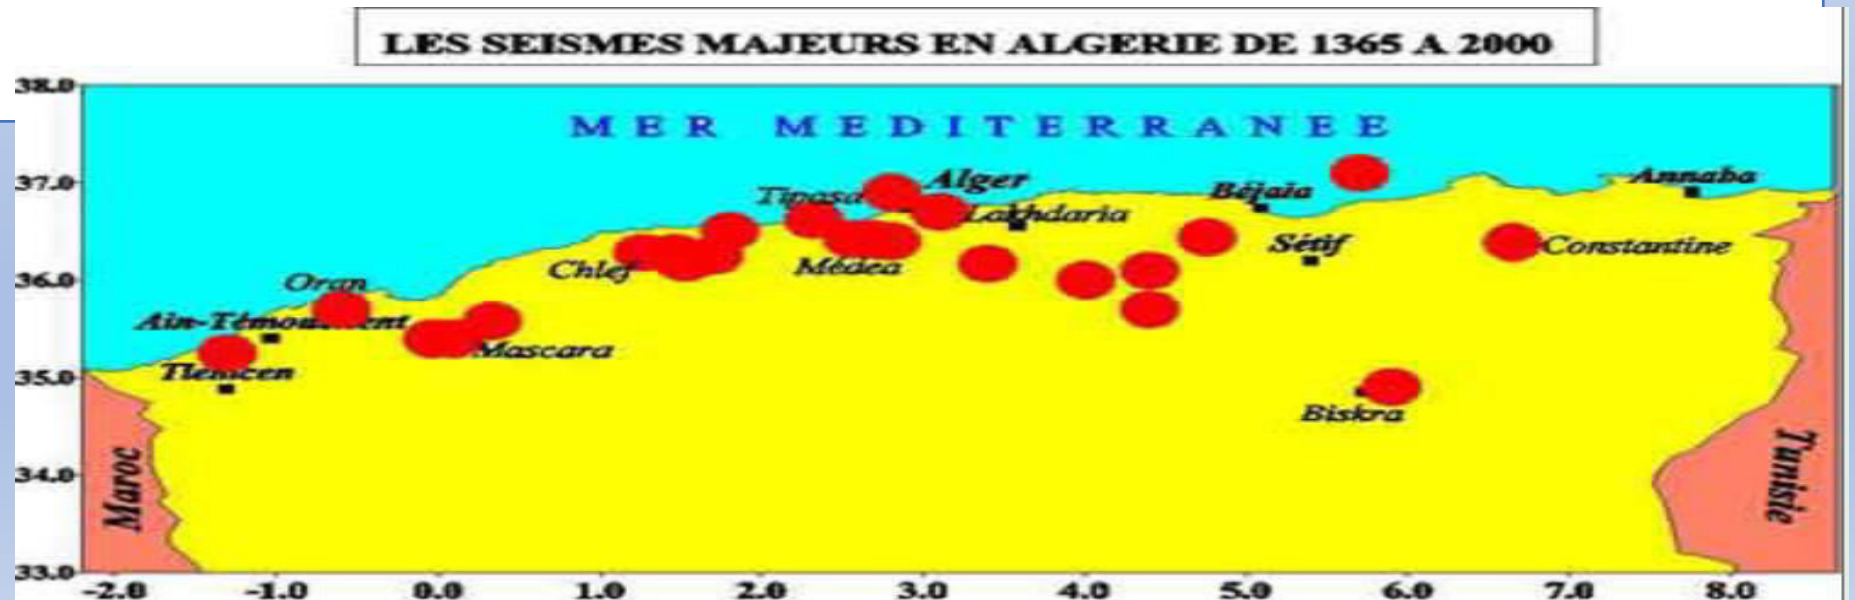 LES SEISMES MAJEURS EN ALGERIE DE 1365 A 2000
38.0
MER MEDITERRANEE
37.0
Alger
Annaba
Tipasa
Béjaia
Lakhdaria
Sétif
Constantine
Chlef
Médea
36.0
Oran
Ain-Témouchent
Mascara
35.0
Tlemcen
Biskra
34.0
Maroc
Tunisie
33.0
-2.0 -1.0 0.0 1.0 2.0 3.0 4.0 5.0 6.0 7.0 8.0